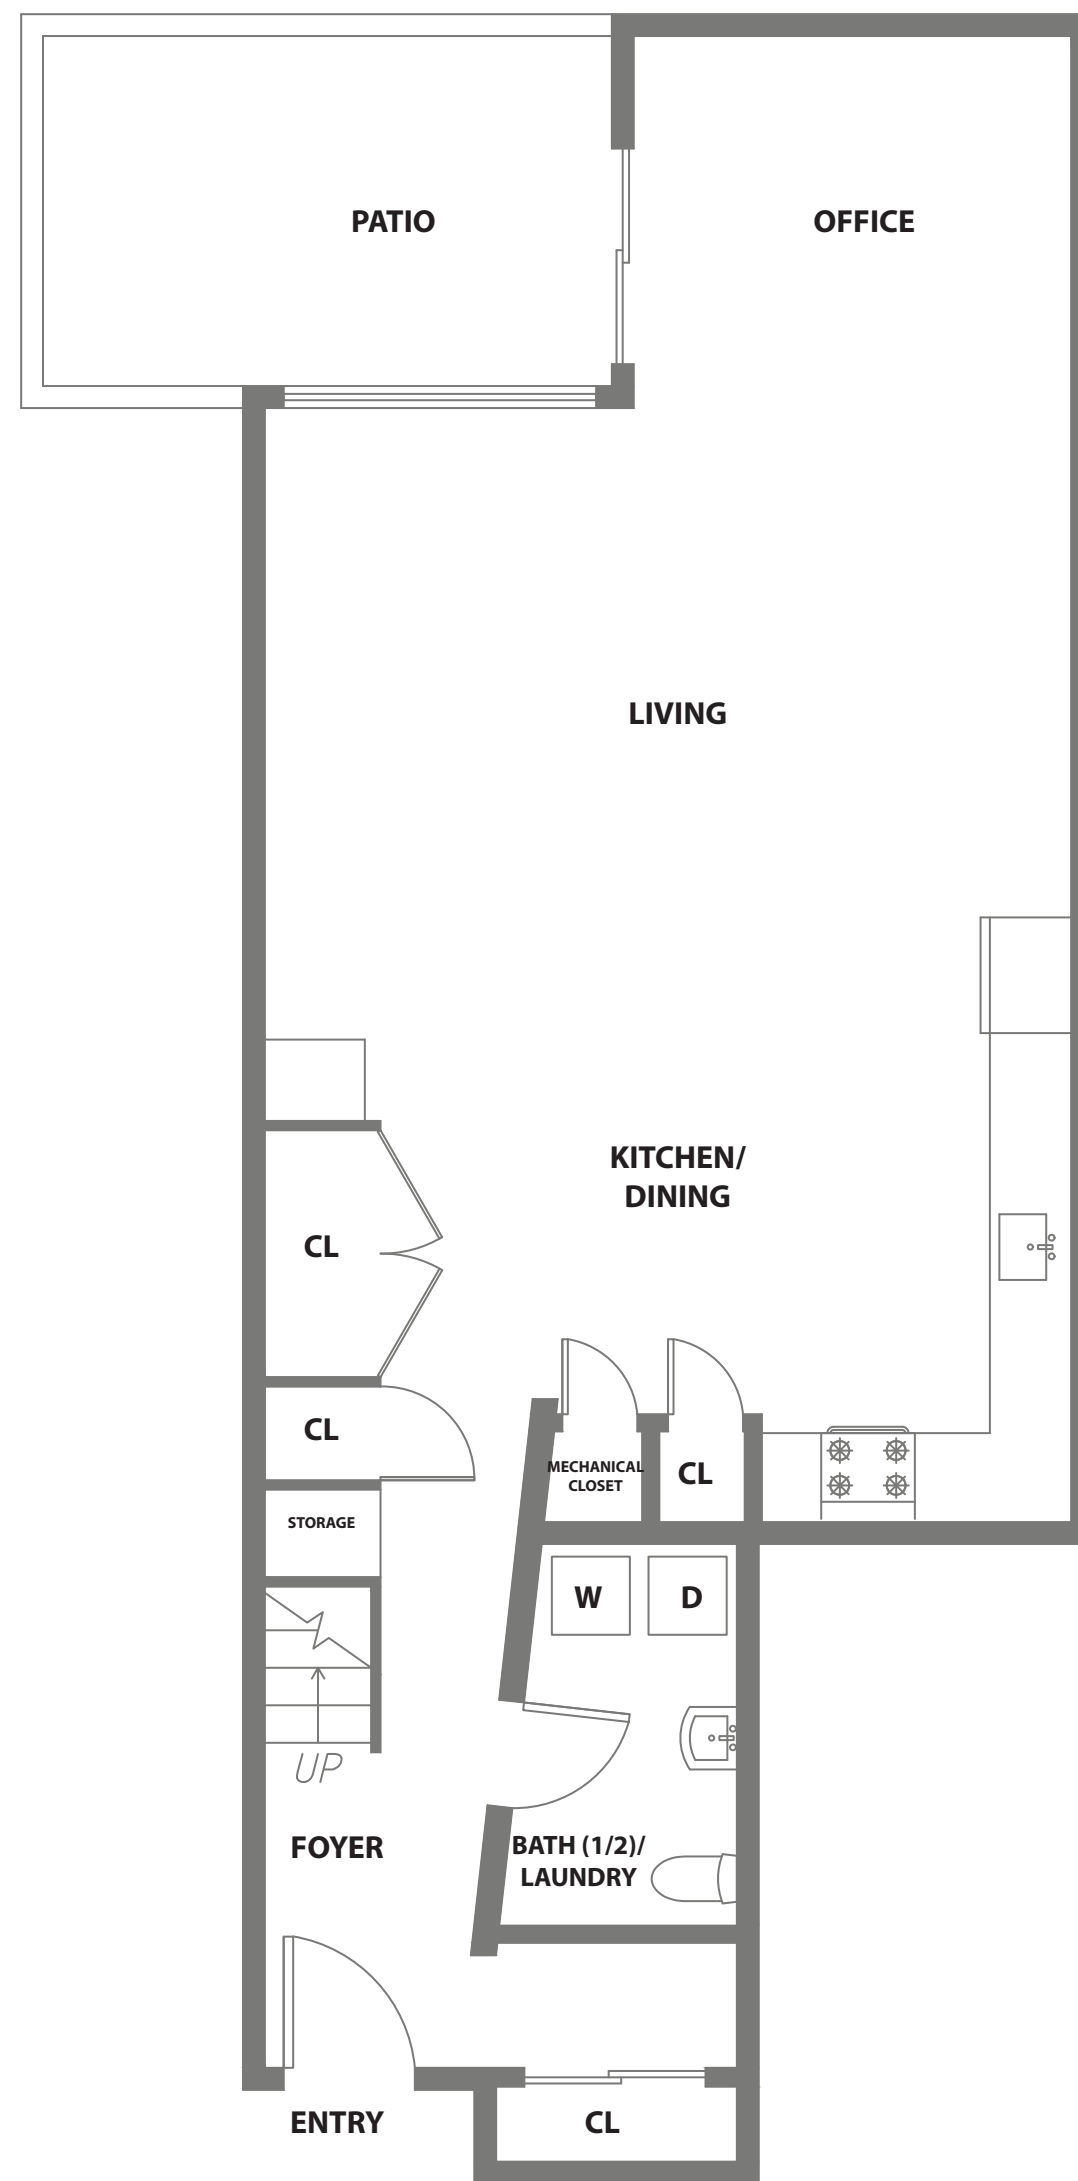 PATIO
OFFICE
LIVING
KITCHEN/
DINING
CL
CL
MECHANICAL
CLOSET
CL
STORAGE
W
D
UP
FOYER
BATH (1/2)/
LAUNDRY
ENTRY
CL